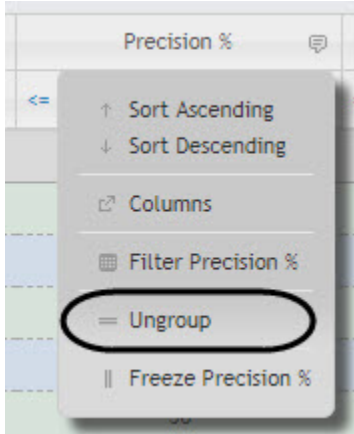 Precision %
<=
Sort Ascending
Sort Descending
Columns
Filter Precision %
Ungroup
Freeze Precision %